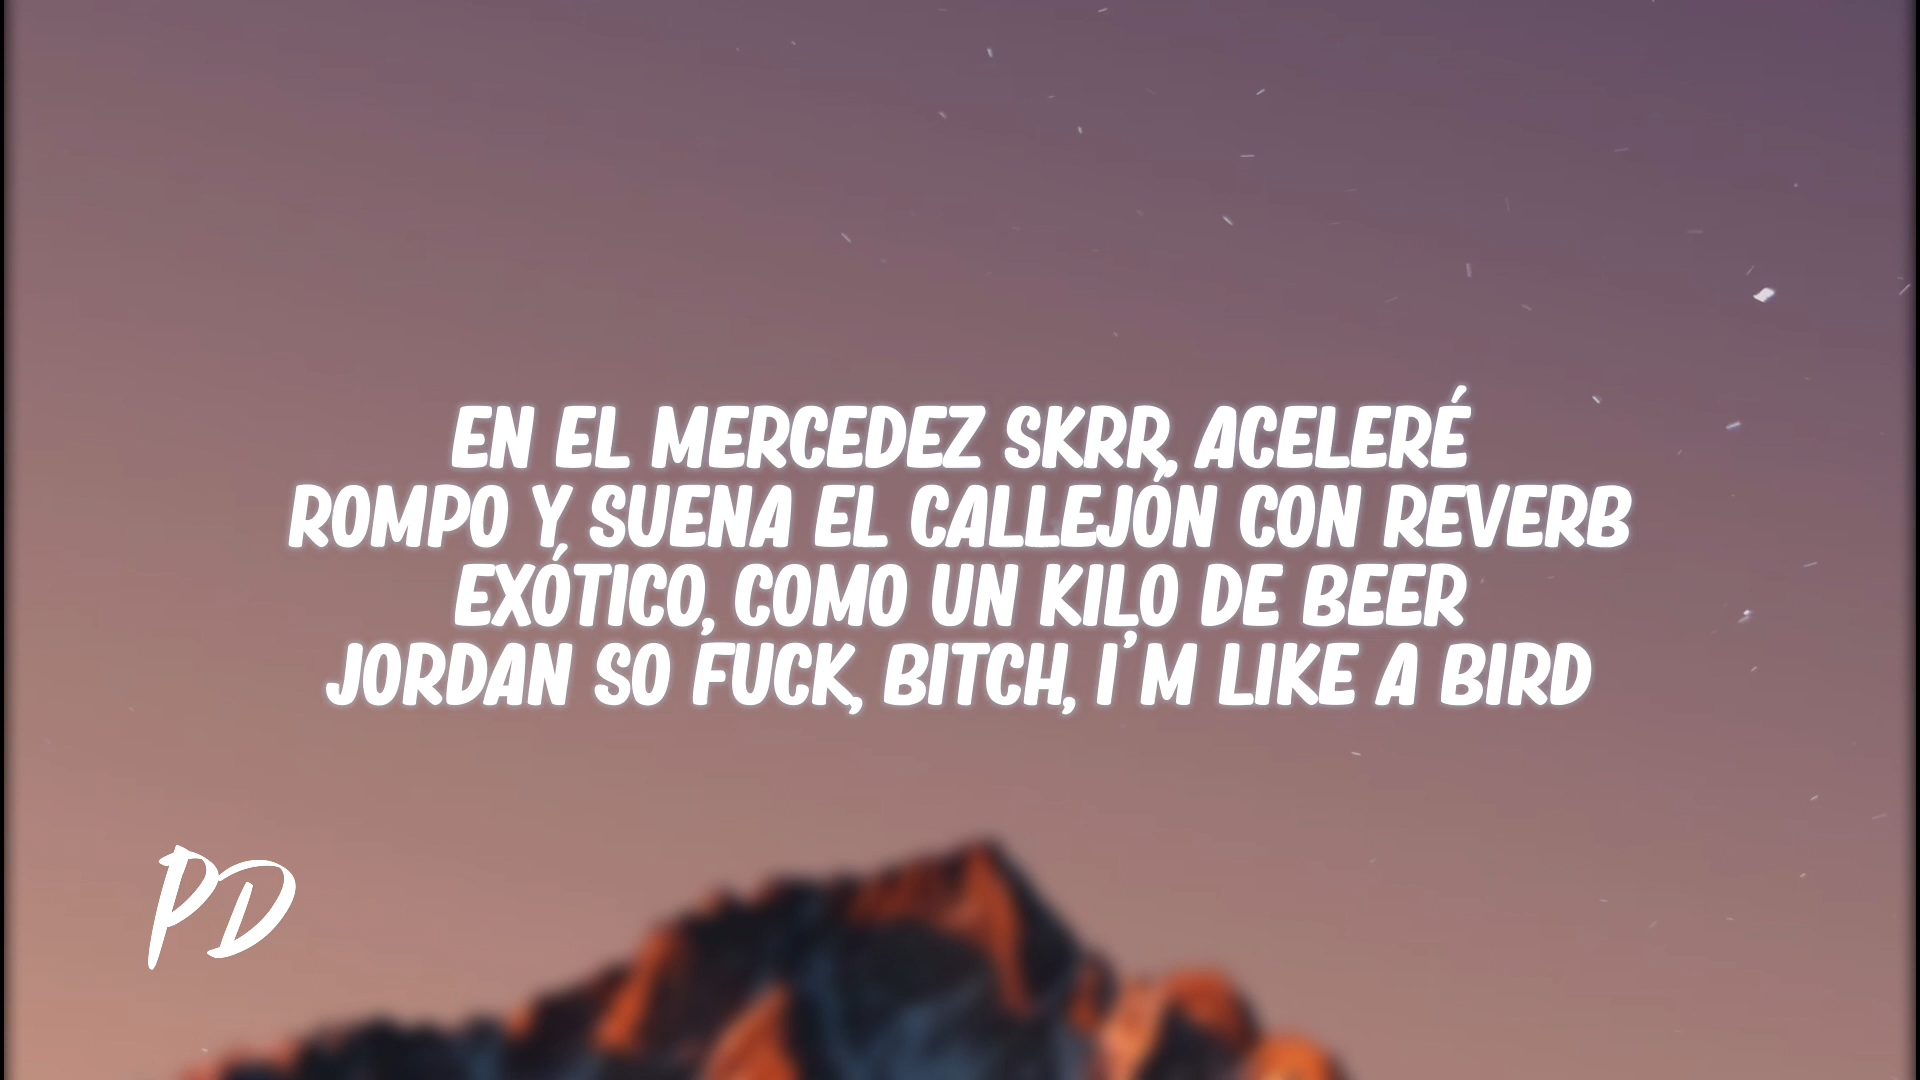 EN EL MERCEDEZ SKRR, ACELERÉ
ROMPO Y SUENA EL CALLEJÓN CON REVERB
EXÓTICO, COMO UN KILO DE BEER
JORDAN SO FUCK, BITCH, I´M LIKE A BIRD
PD